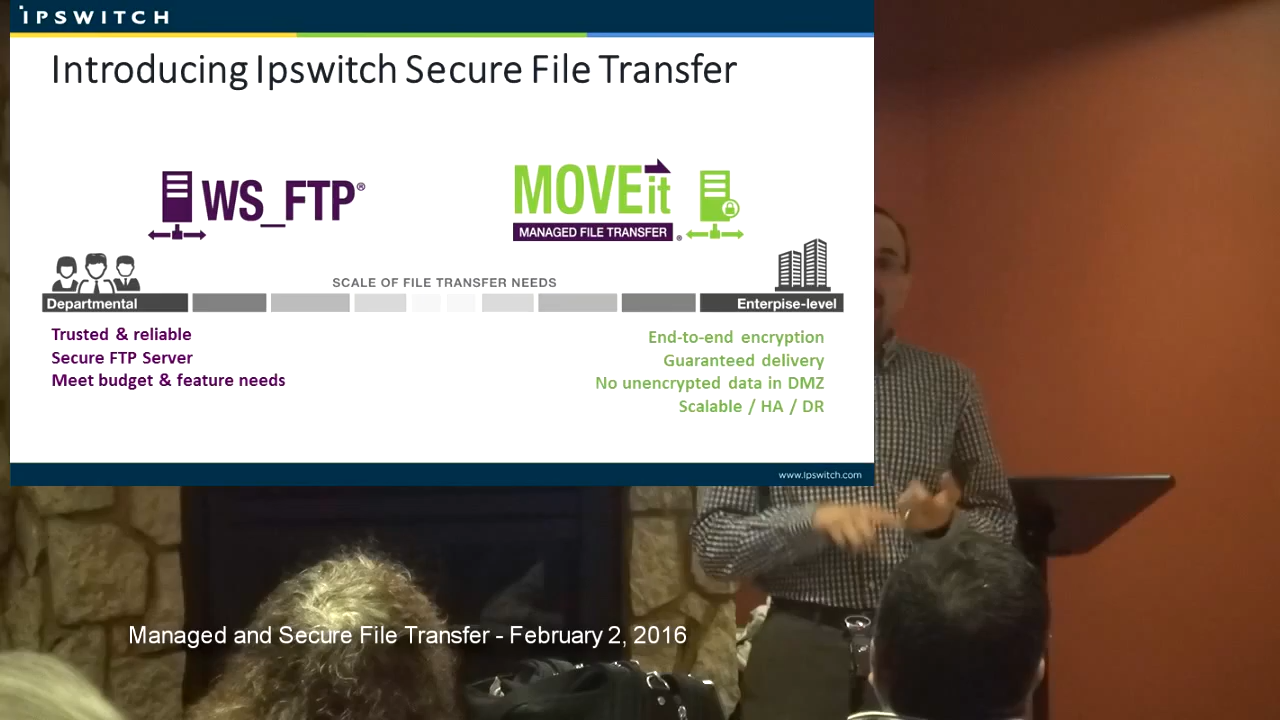 IPSWITCH
Introducing Ipswitch Secure File Transfer
WS_FTP®
MOVEit
MANAGED FILE TRANSFER ®
SCALE OF FILE TRANSFER NEEDS
Departmental
Enterpise-level
Trusted & reliable
Secure FTP Server
Meet budget & feature needs
End-to-end encryption
Guaranteed delivery
No unencrypted data in DMZ
Scalable / HA / DR
www.ipswitch.com
Managed and Secure File Transfer - February 2, 2016